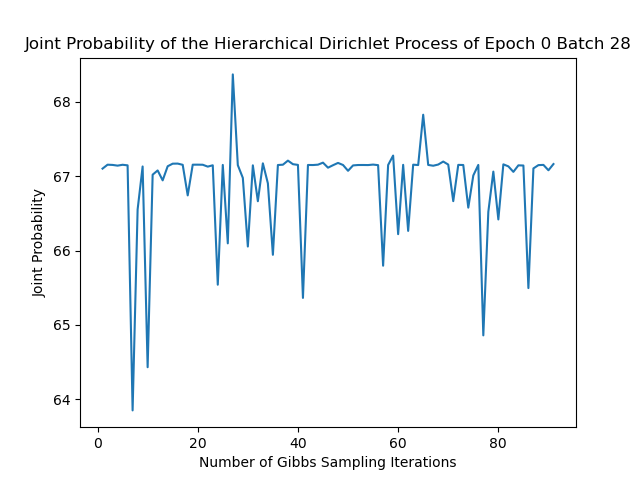 Joint Probability of the Hierarchical Dirichlet Process of Epoch 0 Batch 28
68
67
66
65
64
Joint Probability
0 20 40 60 80
Number of Gibbs Sampling Iterations